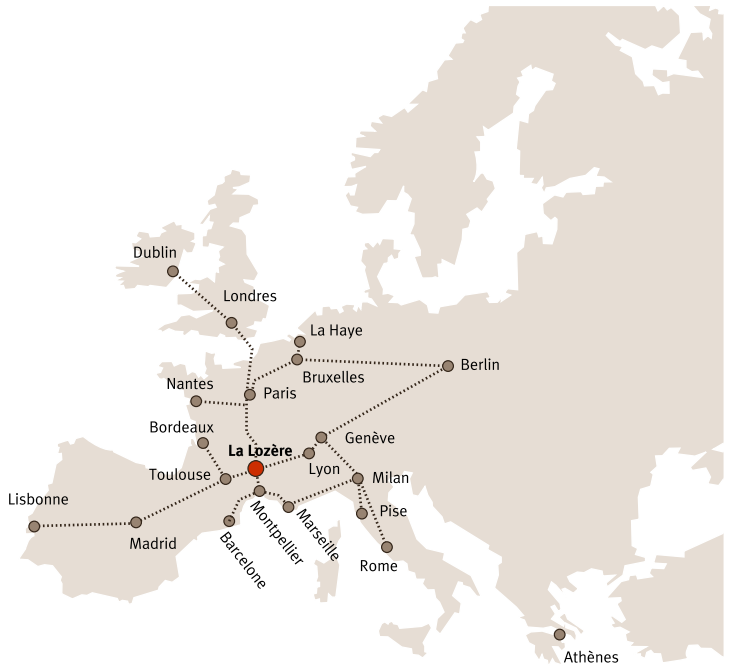 Dublin
Londres
La Haye
Bruxelles
Berlin
Nantes
Paris
Bordeaux
Genève
La Lozère
Lyon
Toulouse
Milan
Lisbonne
Pise
Madrid
Barcelone
Montpellier
Marseille
Rome
Athènes